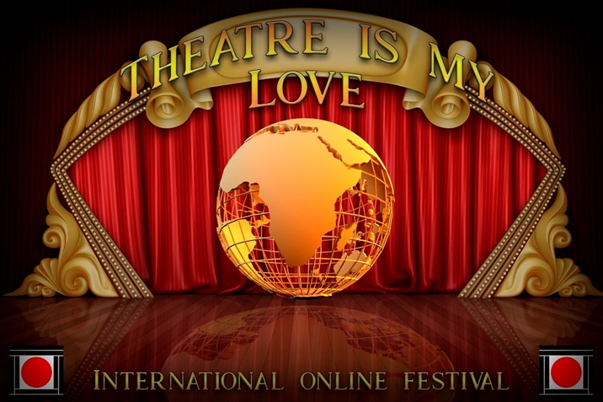 THEATRE IS MY
LOVE
INTERNATIONAL ONLINE FESTIVAL